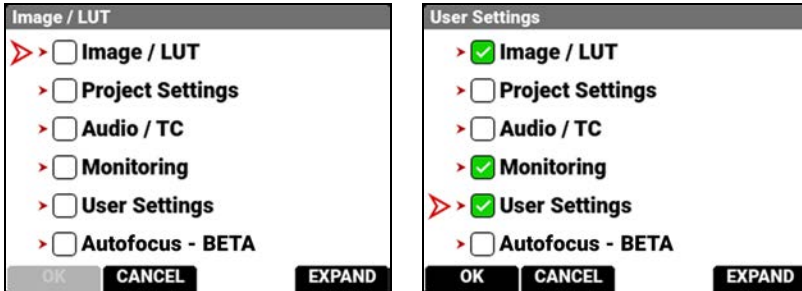 Image / LUT
Image / LUT
Project Settings
Audio / TC
Monitoring
User Settings
Autofocus - BETA
OK CANCEL EXPAND
User Settings
Image / LUT
Project Settings
Audio / TC
Monitoring
User Settings
Autofocus - BETA
OK CANCEL EXPAND